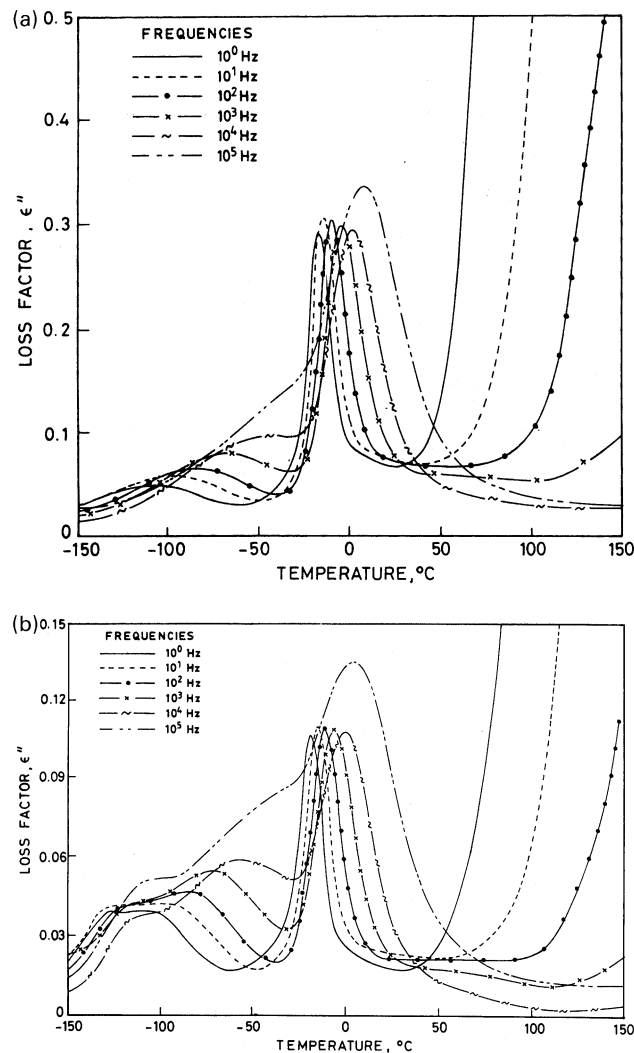 (a)
0.5
0.4
0.3
0.2
0.1
0
LOSS FACTOR, ϵ"
FREQUENCIES
10⁰ Hz
10¹ Hz
10² Hz
10³ Hz
10⁴ Hz
10⁵ Hz
-150
-100
-50
0
50
100
150
TEMPERATURE, °C
(b)
0.15
0.12
0.09
0.06
0.03
0
LOSS FACTOR, ϵ"
FREQUENCIES
10⁰ Hz
10¹ Hz
10² Hz
10³ Hz
10⁴ Hz
10⁵ Hz
-150
-100
-50
0
50
100
150
TEMPERATURE, °C